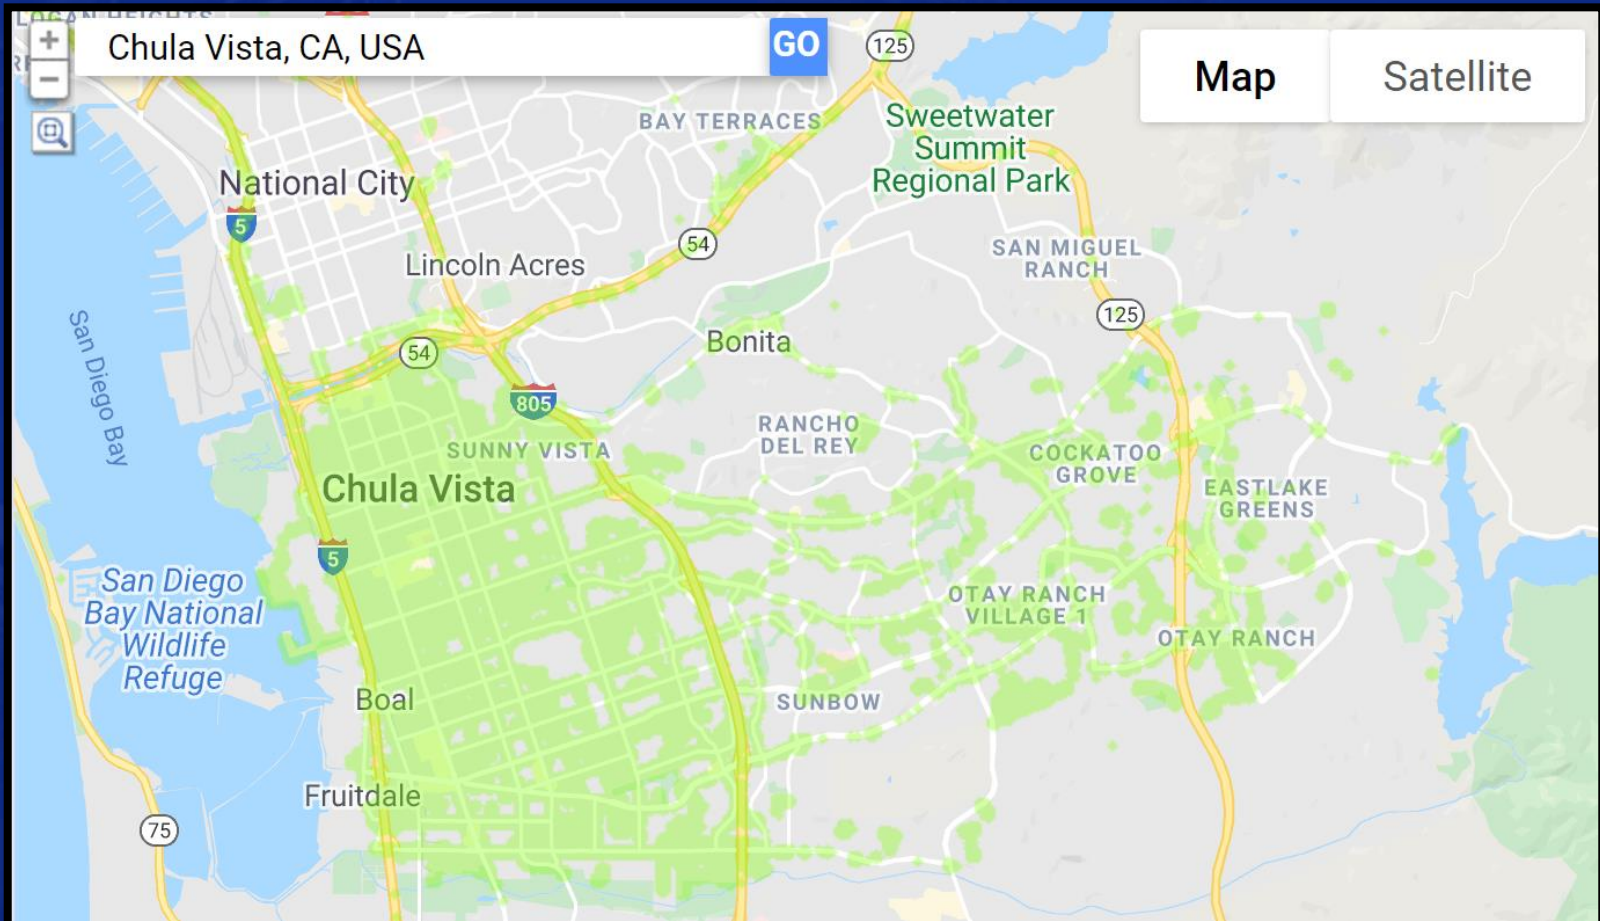 LOGAN HEIGHTS
+
Chula Vista, CA, USA
GO
125
Map
Satellite
−
BAY TERRACES
Sweetwater
Summit
Regional Park
National City
5
54
SAN MIGUEL
RANCH
Lincoln Acres
125
San Diego Bay
54
Bonita
805
RANCHO
DEL REY
SUNNY VISTA
COCKATOO
GROVE
Chula Vista
EASTLAKE
GREENS
5
San Diego
Bay National
Wildlife
Refuge
OTAY RANCH
VILLAGE 1
OTAY RANCH
Boal
SUNBOW
Fruitdale
75